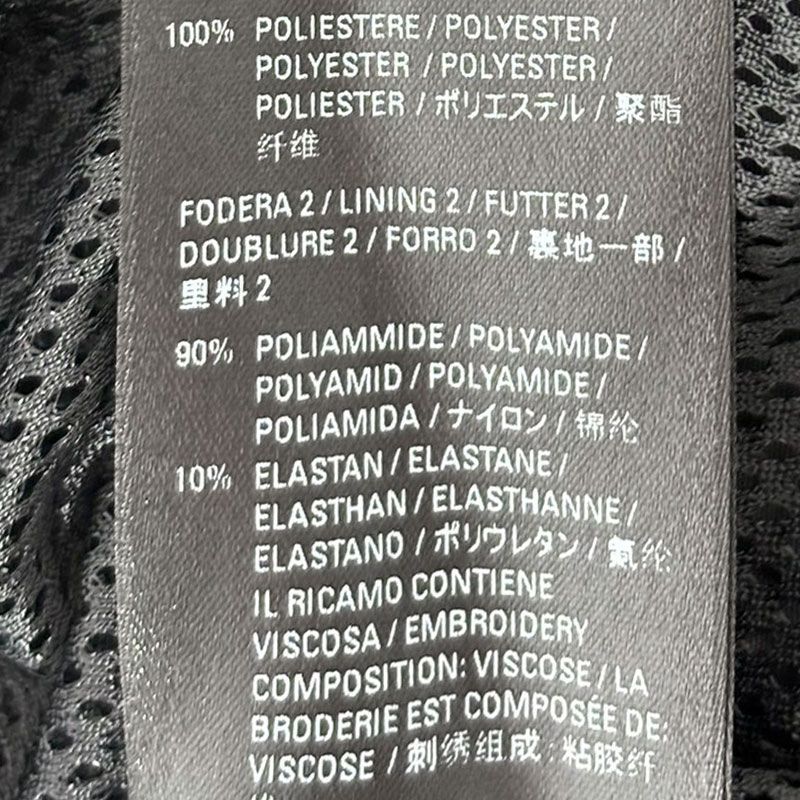 100% POLIESTERE / POLYESTER /
POLYESTER / POLYESTER /
POLIESTER / ポリエステル / 聚酯
纤维
FODERA 2 / LINING 2 / FUTTER 2 /
DOUBLURE 2 / FORRO 2 / 裏地一部 /
里料 2
90% POLIAMMIDE / POLYAMIDE /
POLYAMID / POLYAMIDE /
POLIAMIDA / ナイロン / 锦纶
10% ELASTAN / ELASTANE /
ELASTHAN / ELASTHANNE /
ELASTANO / ポリウレタン / 氨纶
IL RICAMO CONTIENE
VISCOSA / EMBROIDERY
COMPOSITION: VISCOSE / LA
BRODERIE EST COMPOSÉE DE:
VISCOSE / 刺绣组成: 粘胶纤